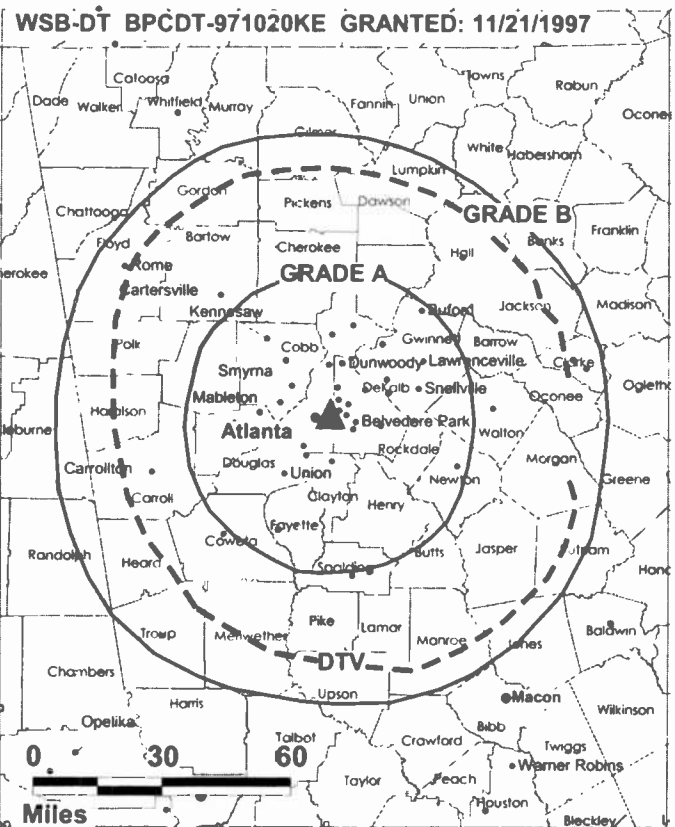 WSB-DT BPCDT-971020KE GRANTED: 11/21/1997
Catoosa
Towns
Rabun
Dade
Walker
Whitfield
Murray
Fannin
Union
Oconee
White
Habersham
Gilmer
Lumpkin
Gordon
Chattooga
Pickens
Dawson
GRADE B
Franklin
Floyd
Bartow
Cherokee
Hall
Banks
Rome
GRADE A
Cartersville
Kennesaw
Buford
Jackson
Madison
Polk
Cobb
Gwinnett
Barrow
Smyrna
Dunwoody
Lawrenceville
Clarke
Mableton
DeKalb
Snellville
Oconee
Haralson
Atlanta
Belvedere Park
Walton
Rockdale
Carrollton
Douglas
Union
Morgan
Carroll
Newton
Greene
Clayton
Henry
Fayette
Coweta
Randolph
Heard
Butts
Jasper
Putnam
Spalding
Troup
Meriwether
Pike
Lamar
Monroe
Jones
Baldwin
DTV
Chambers
Upson
Harris
Macon
Opelika
Bibb
Wilkinson
Talbot
Crawford
Twiggs
0 30 60
Taylor
Peach
Warner Robins
Miles
Houston
Bleckley